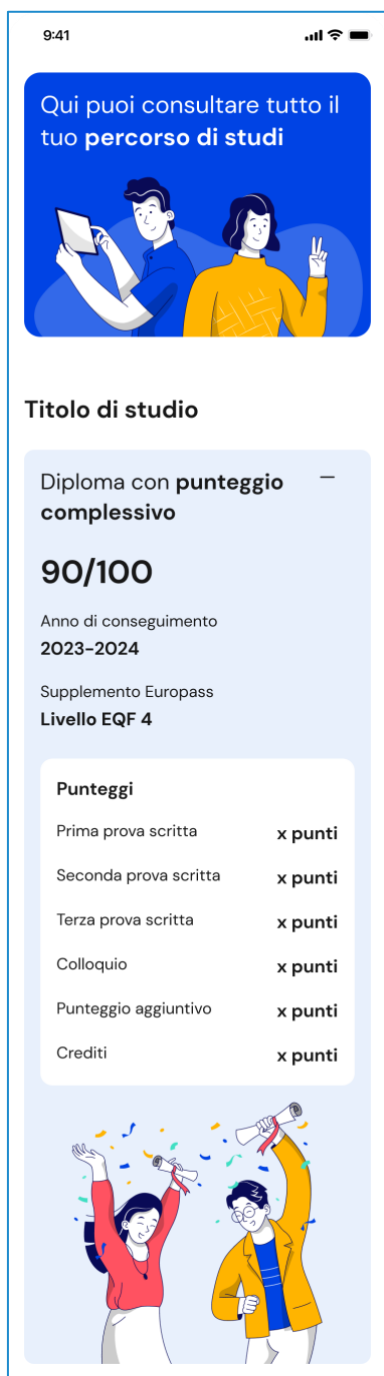 9:41
Qui puoi consultare tutto il
tuo percorso di studi
Titolo di studio
Diploma con punteggio
complessivo
90/100
Anno di conseguimento
2023-2024
Supplemento Europass
Livello EQF 4
Punteggi
Prima prova scritta x punti
Seconda prova scritta x punti
Terza prova scritta x punti
Colloquio x punti
Punteggio aggiuntivo x punti
Crediti x punti